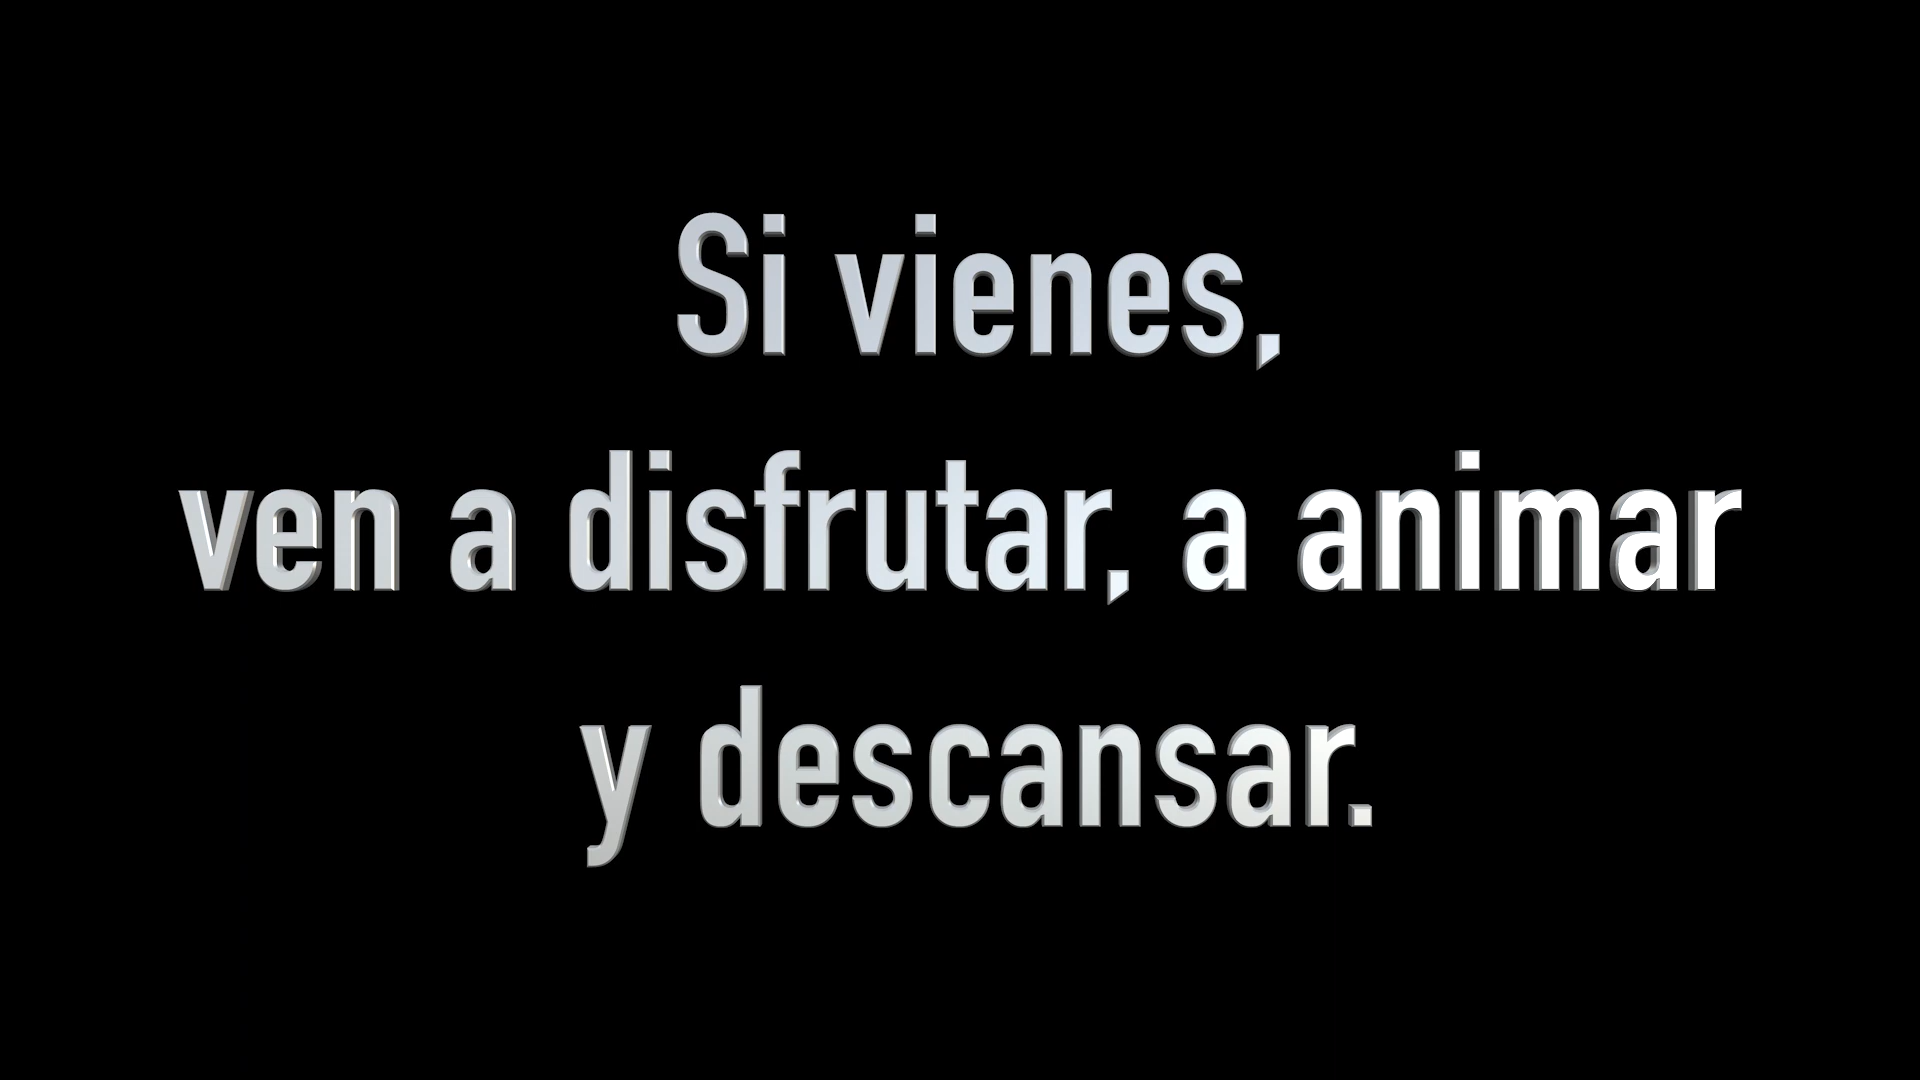 Si vienes,
ven a disfrutar, a animar
y descansar.